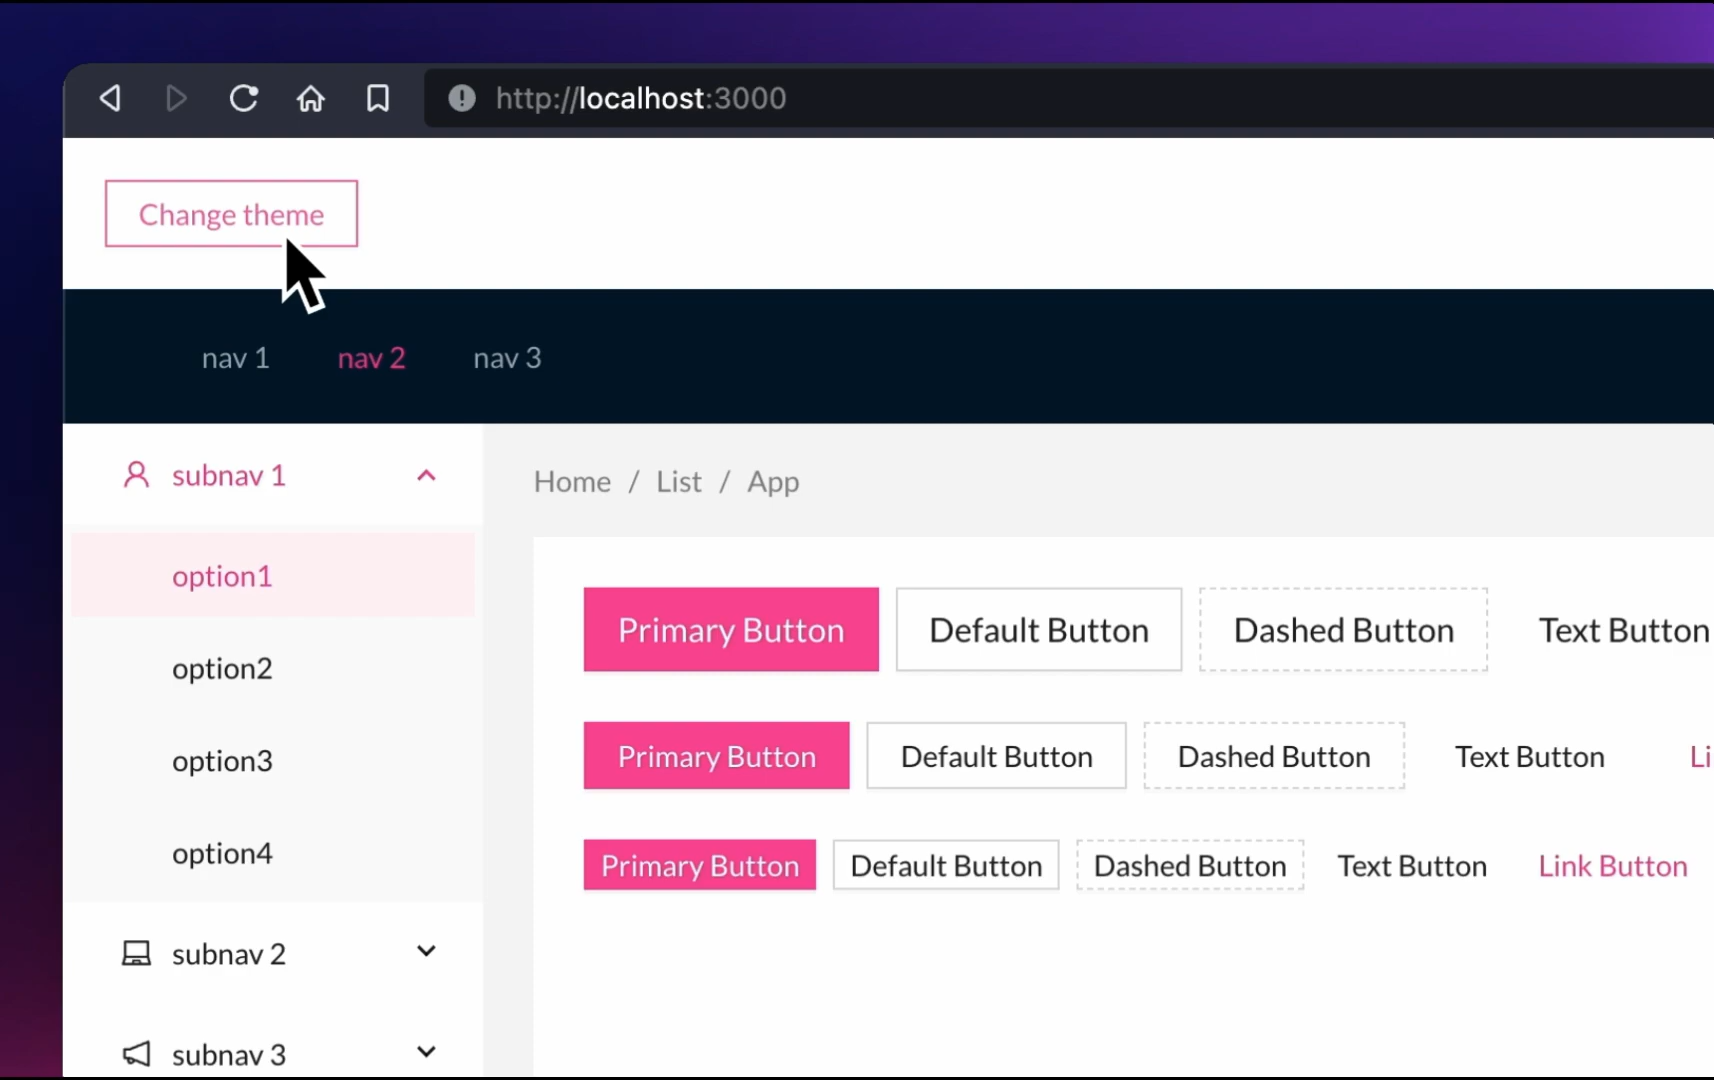 http://localhost:3000
Change theme
nav 1 nav 2 nav 3
subnav 1
option1
option2
option3
option4
subnav 2
subnav 3
Home / List / App
Primary Button Default Button Dashed Button Text Button
Primary Button Default Button Dashed Button Text Button Li
Primary Button Default Button Dashed Button Text Button Link Button